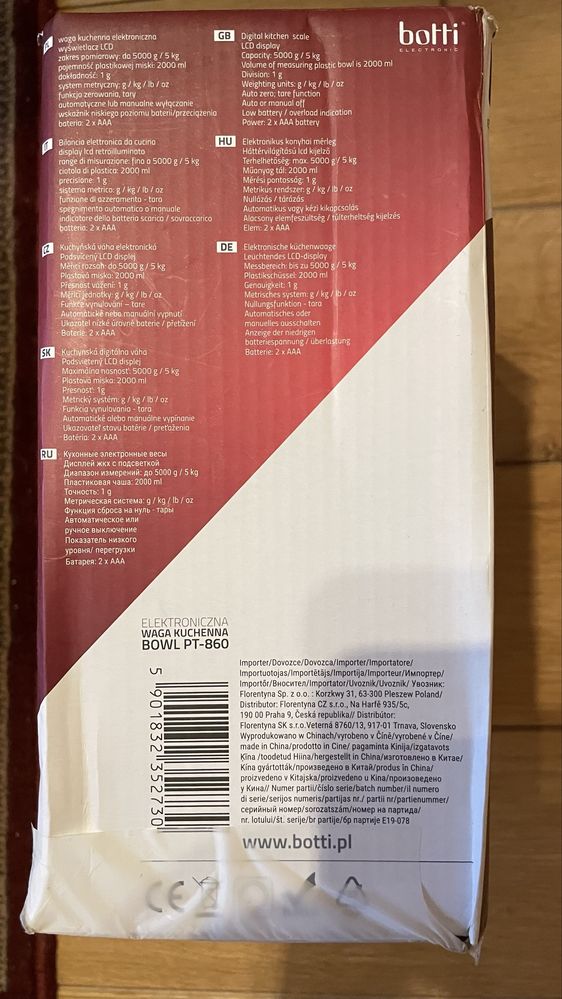 botti
ELECTRONIC
waga kuchenna elektroniczna
wyświetlacz LCD
zakres pomiarowy: do 5000 g / 5 kg
pojemność plastikowej miski: 2000 ml
dokładność: 1 g
system metryczny: g / kg / lb / oz
funkcja zerowania, tary
automatyczne lub manualne wyłączanie
wskaźnik niskiego poziomu baterii/przeciążenia
bateria: 2 x AAA
GB Digital kitchen scale
LCD display
Capacity: 5000 g / 5 kg
Volume of measuring plastic bowl is 2000 ml
Division: 1 g
Weighting units: g / kg / lb / oz
Auto zero; tare function
Auto or manual off
Low battery / overload indication
Power: 2 x AAA battery
IT Bilancia elettronica da cucina
display lcd retroilluminato
range di misurazione: fino a 5000 g / 5 kg
ciotola di plastica: 2000 ml
precisione: 1 g
sistema metrico: g / kg / lb / oz
funzione di azzeramento - tara
spegnimento automatico o manuale
indicatore della batteria scarica / sovraccarico
batteria: 2 x AAA
HU Elektronikus konyhai mérleg
Háttérvilágítású lcd kijelző
Terhelhetőség: max. 5000 g/ 5 kg
Műanyag tál: 2000 ml
Mérési pontosság: 1 g
Metrikus rendszer: g / kg / lb / oz
Nullázás / tárázás
Automatikus vagy kézi kikapcsolás
Alacsony elemfeszültség / túlterheltség kijelzés
Elem: 2 x AAA
CZ Kuchyňská váha elektronická
Podsvícený LCD displej
Měřicí rozsah: do 5000 g / 5 kg
Plastová miska: 2000 ml
Přesnost vážení: 1 g
Měřicí jednotky: g / kg / lb / oz
Funkce vynulování – tare
Automatické nebo manuální vypnutí
Ukazatel nízké úrovně baterie / přetížení
Baterie: 2 x AAA
DE Elektronische küchenwaage
Leuchtendes LCD-display
Messbereich: bis zu 5000 g / 5 kg
Plastikschüssel: 2000 ml
Genauigkeit: 1 g
Metrisches system: g / kg / lb / oz
Nullungsfunktion - tara
Automatisches oder
manuelles ausschalten
Anzeige der niedrigen
batteriespannung / überlastung
Batterie: 2 x AAA
SK Kuchynská digitálna váha
Podsvietený LCD displej
Maximálna nosnosť: 5000 g / 5 kg
Plastová miska: 2000 ml
Presnosť: 1g
Metrický systém: g / kg / lb / oz
Funkcia vynulovania - tara
Automatické alebo manuálne vypínanie
Ukazovateľ stavu batérie / preťaženia
Batéria: 2 x AAA
RU Кухонные электронные весы
Дисплей жкх с подсветкой
Диапазон измерений: до 5000 g / 5 kg
Пластиковая чаша: 2000 ml
Точность: 1 g
Метрическая система: g / kg / lb / oz
Функция сброса на нуль - тары
Автоматическое или
ручное выключение
Показатель низкого
уровня/ перегрузки
Батарея: 2 x AAA
ELEKTRONICZNA
WAGA KUCHENNA
BOWL PT-860
5 901832 352730
Importer/Dovozce/Dovozca/Importer/Importatore/
Importuotojas/Importētājs/Importija/Importeur/Импортер/
Importőr/Вносител/Importator/Uvoznik/Uvoznik/ Увозник:
Florentyna Sp. z o.o. : Korzkwy 31, 63-300 Pleszew Poland/
Distributor: Florentyna CZ s.r.o., Na Harfě 935/5c,
190 00 Praha 9, Česká republika// Distribútor:
Florentyna SK s.r.o.Veterná 8760/13, 917-01 Trnava, Slovensko
Wyprodukowano w Chinach/vyrobeno v Číně/vyrobené v Číne/
made in China/prodotto in Cine/ pagaminta Kinija/izgatavots
Ķīna /toodetud Hiina/hergestellt in China/изготовлено в Китае/
Kína gyártották/произведено в Китай/produs în China/
proizvedeno v Kitajska/proizvedeno u Kina/произоведено
у Кина// Numer partii/číslo serie/batch number/il numero
di serie/serijos numeris/partijas nr./ partii nr/partienummer/
серийный номер/sorozatszám/номер на партида/
nr. lotului/št. serije/br partije/бр партије E19-078
www.botti.pl
CE